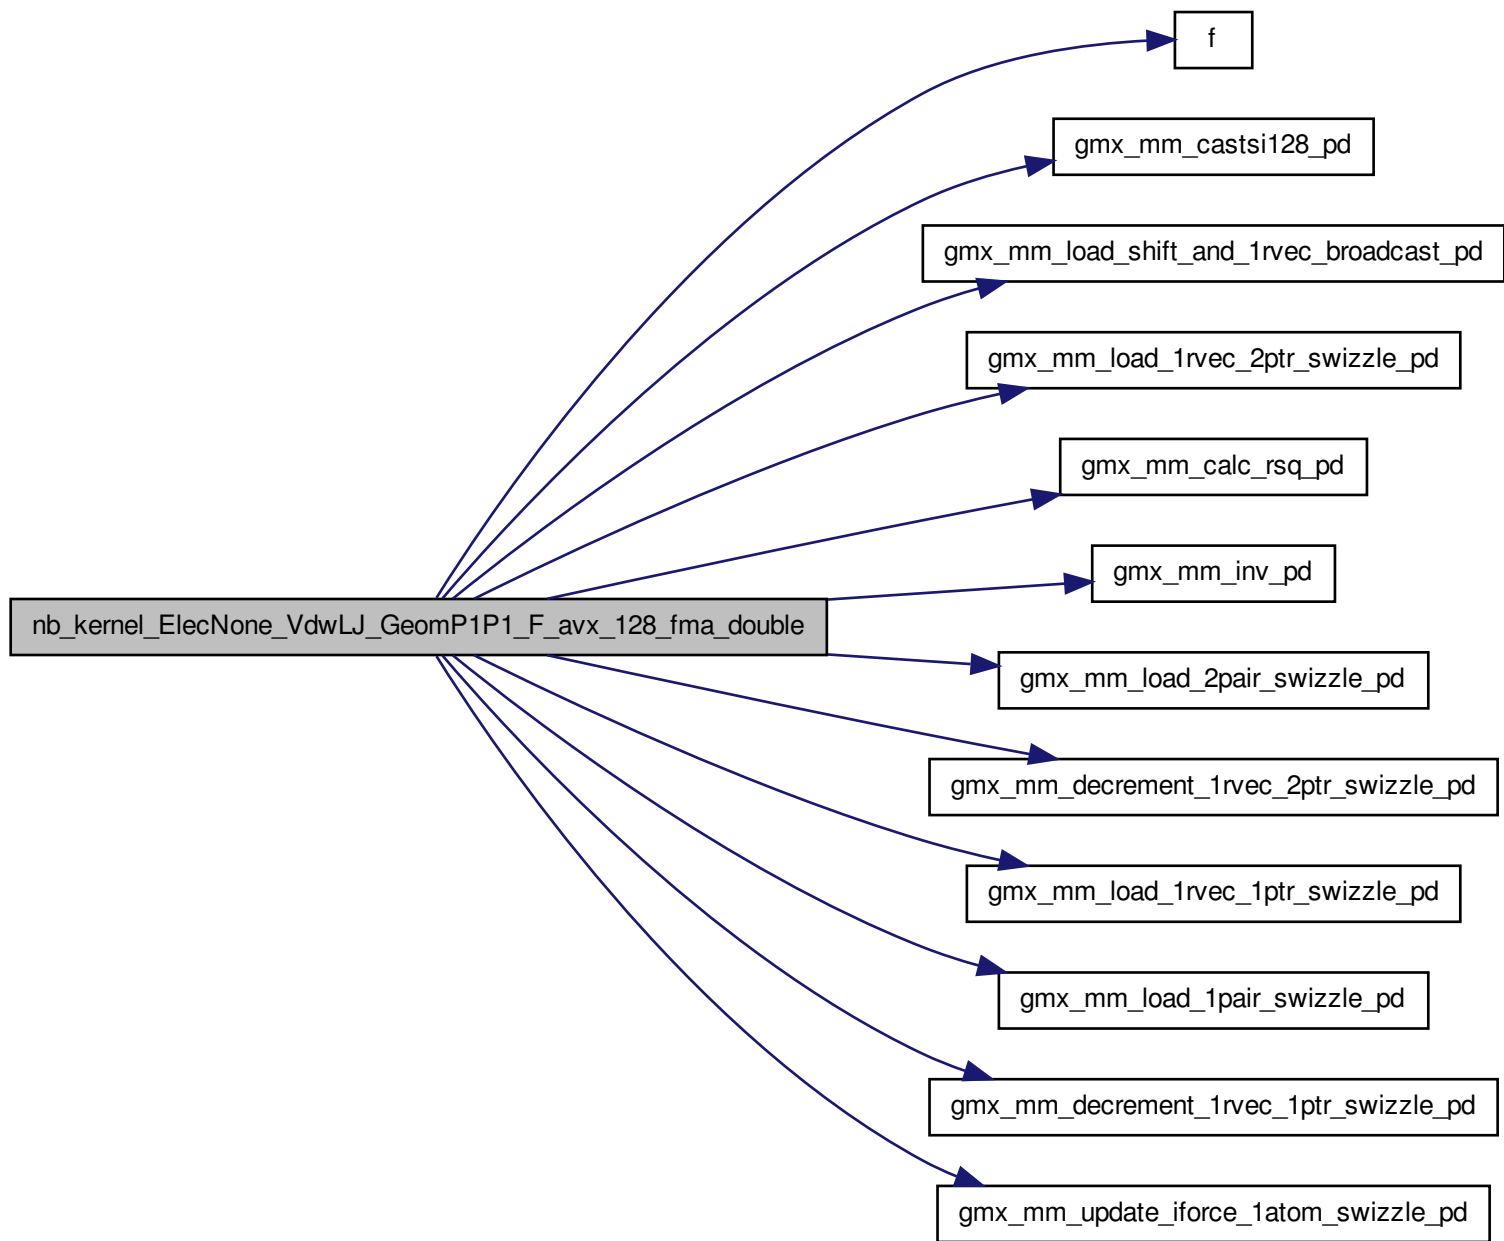 f
gmx_mm_castsi128_pd
gmx_mm_load_shift_and_1rvec_broadcast_pd
gmx_mm_load_1rvec_2ptr_swizzle_pd
gmx_mm_calc_rsq_pd
gmx_mm_inv_pd
nb_kernel_ElecNone_VdwLJ_GeomP1P1_F_avx_128_fma_double
gmx_mm_load_2pair_swizzle_pd
gmx_mm_decrement_1rvec_2ptr_swizzle_pd
gmx_mm_load_1rvec_1ptr_swizzle_pd
gmx_mm_load_1pair_swizzle_pd
gmx_mm_decrement_1rvec_1ptr_swizzle_pd
gmx_mm_update_iforce_1atom_swizzle_pd